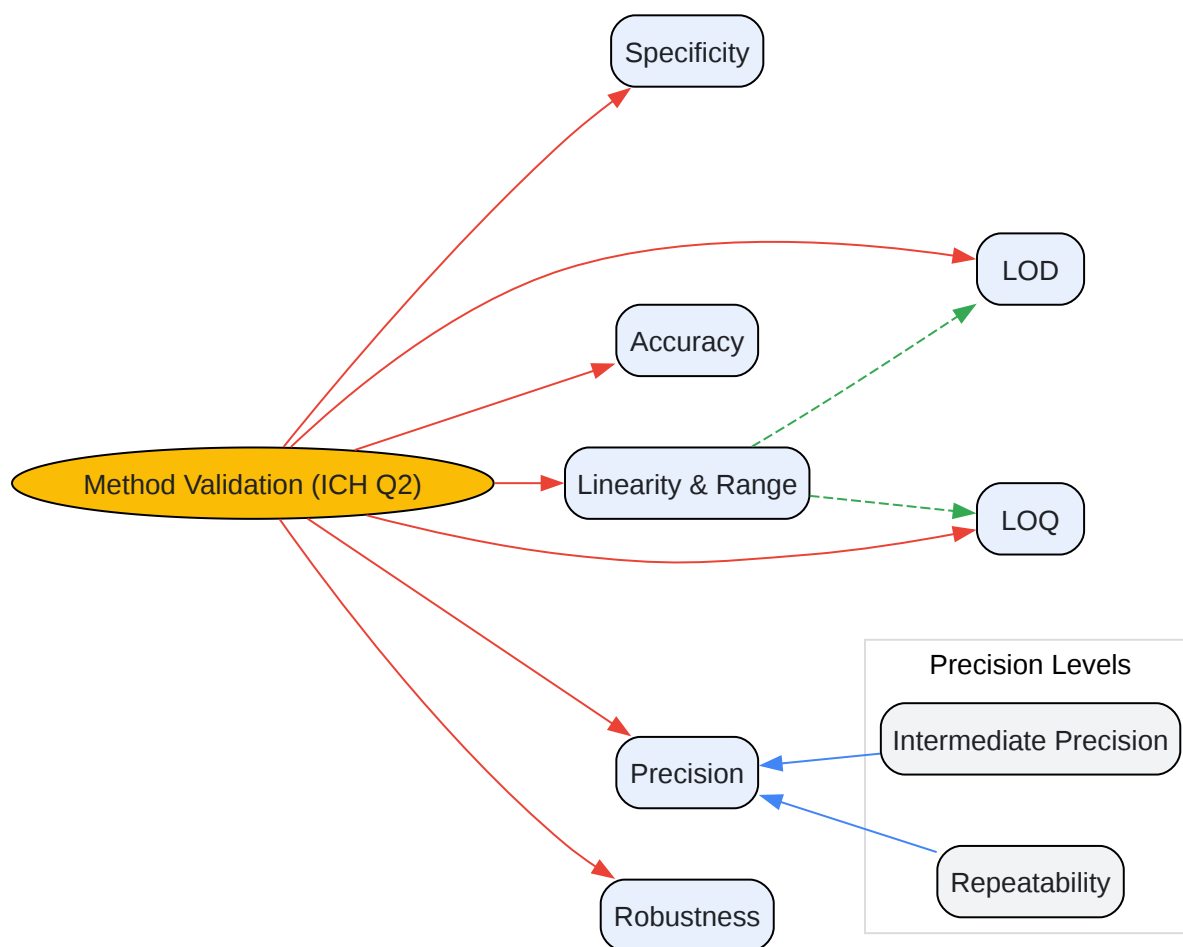 Specificity
LOD
Accuracy
Method Validation (ICH Q2)
Linearity & Range
LOQ
Precision Levels
Intermediate Precision
Precision
Repeatability
Robustness